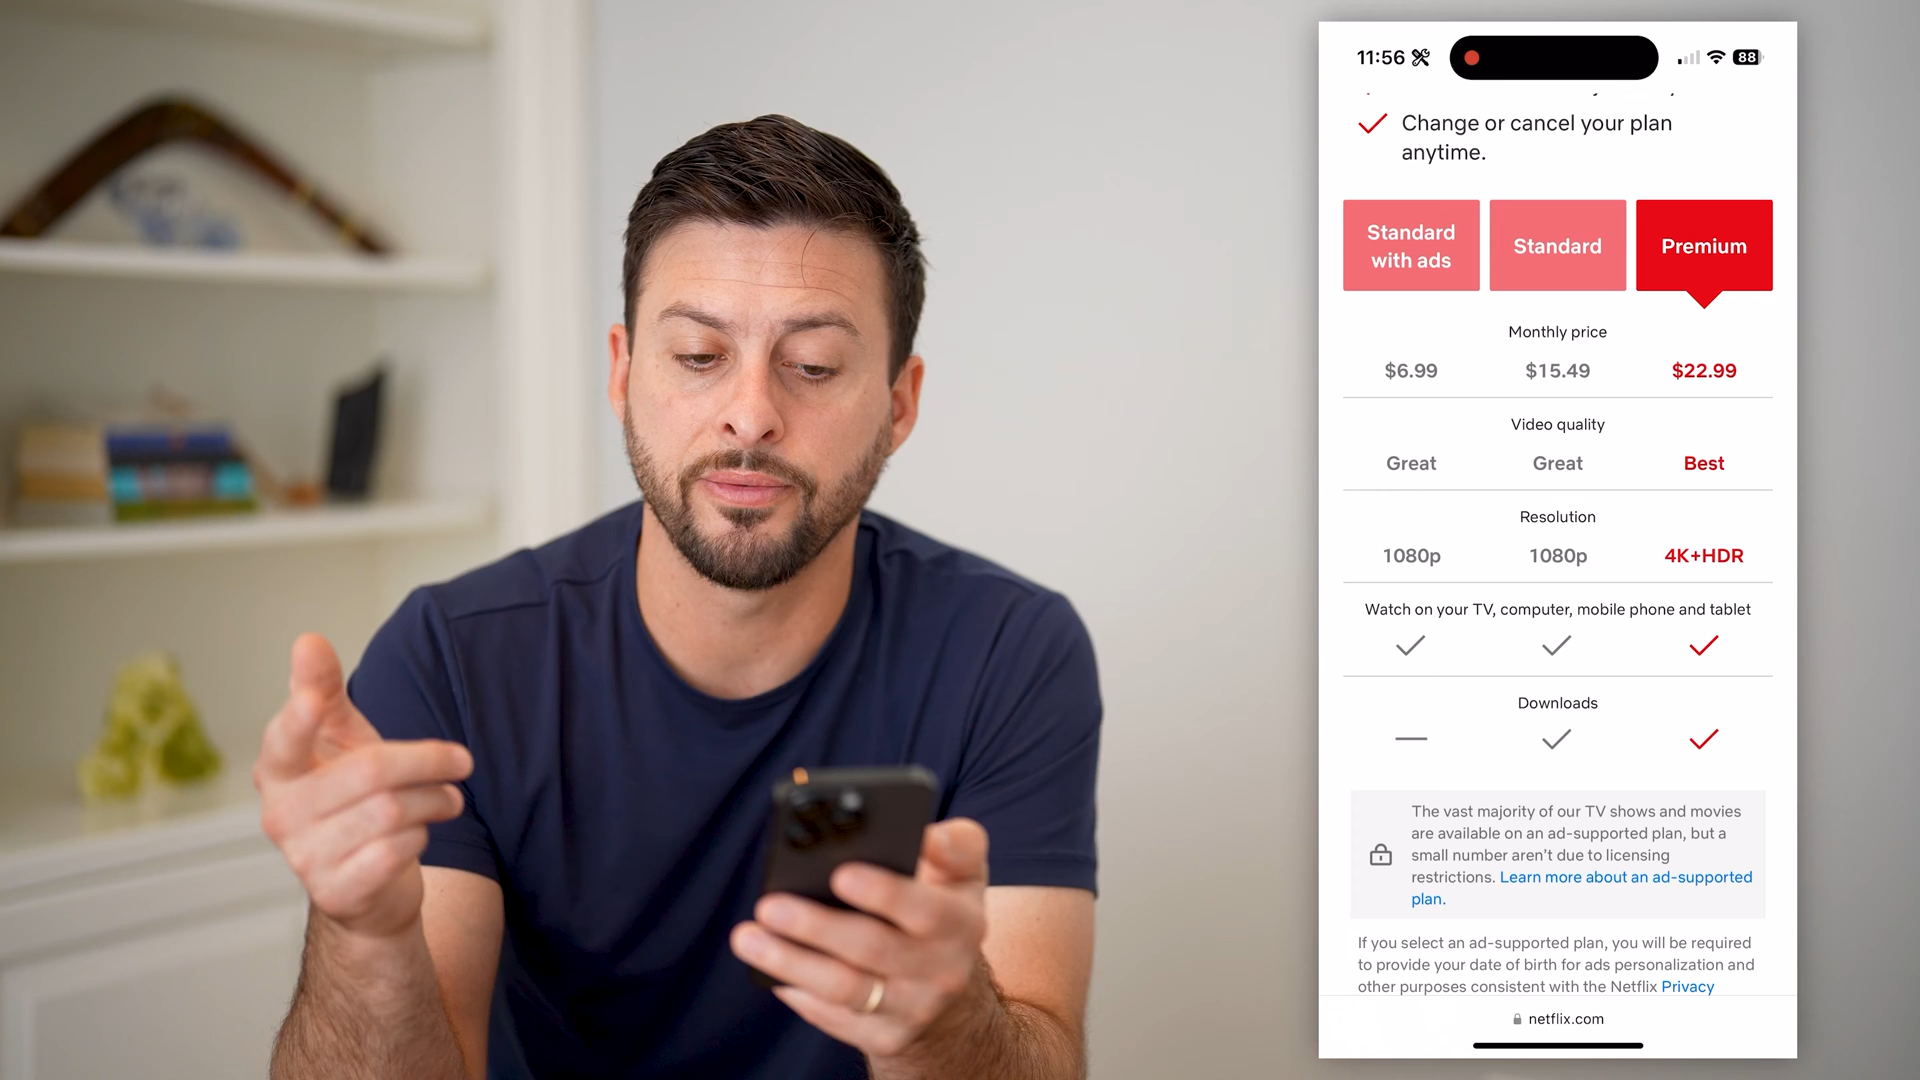 11:56
88
Change or cancel your plan
anytime.
Standard
with ads
Standard
Premium
Monthly price
$6.99 $15.49 $22.99
Video quality
Great Great Best
Resolution
1080p 1080p 4K+HDR
Watch on your TV, computer, mobile phone and tablet
Downloads
The vast majority of our TV shows and movies
are available on an ad-supported plan, but a
small number aren't due to licensing
restrictions. Learn more about an ad-supported
plan.
If you select an ad-supported plan, you will be required
to provide your date of birth for ads personalization and
other purposes consistent with the Netflix Privacy
netflix.com